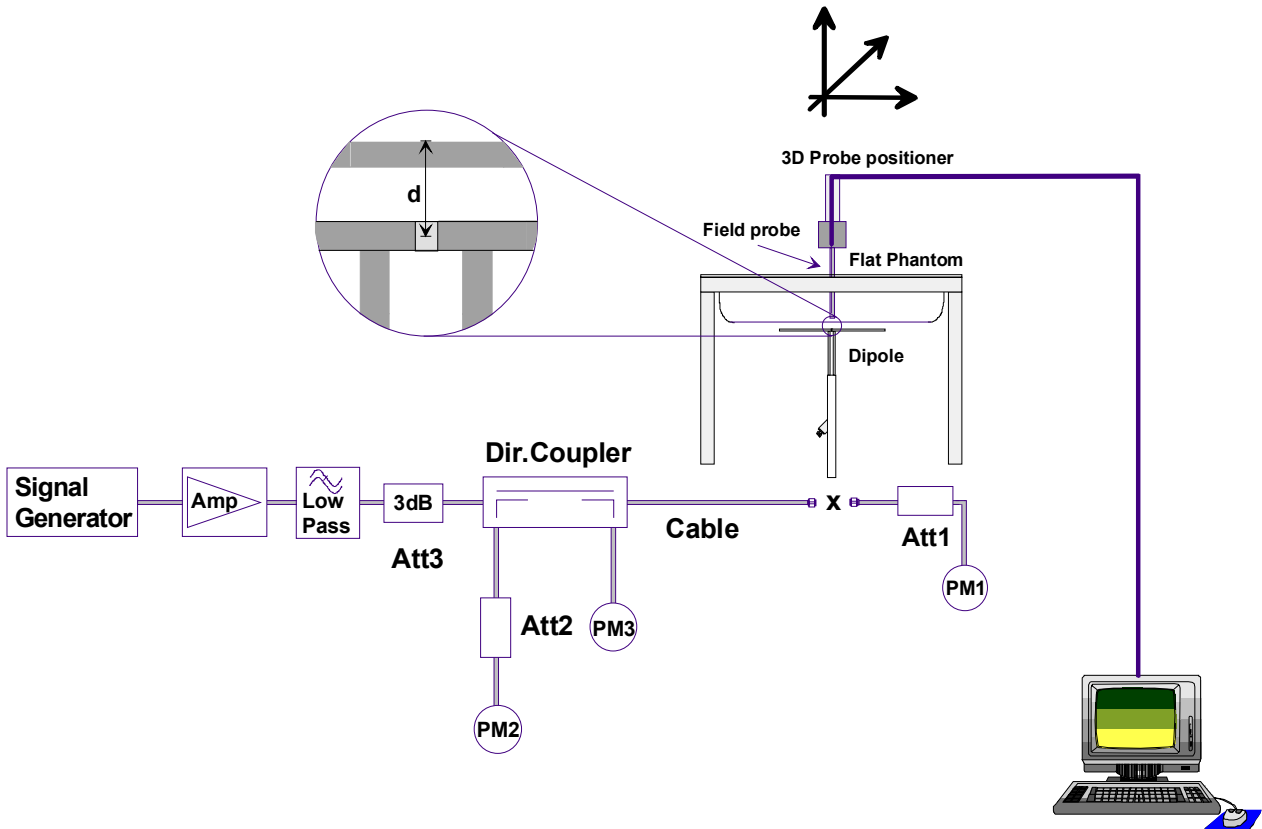 3D Probe positioner
d
Field probe
Flat Phantom
Dipole
Dir.Coupler
Signal
Generator
Amp
Low
Pass
3dB
Att3
Cable
x
Att1
PM1
Att2
PM3
PM2